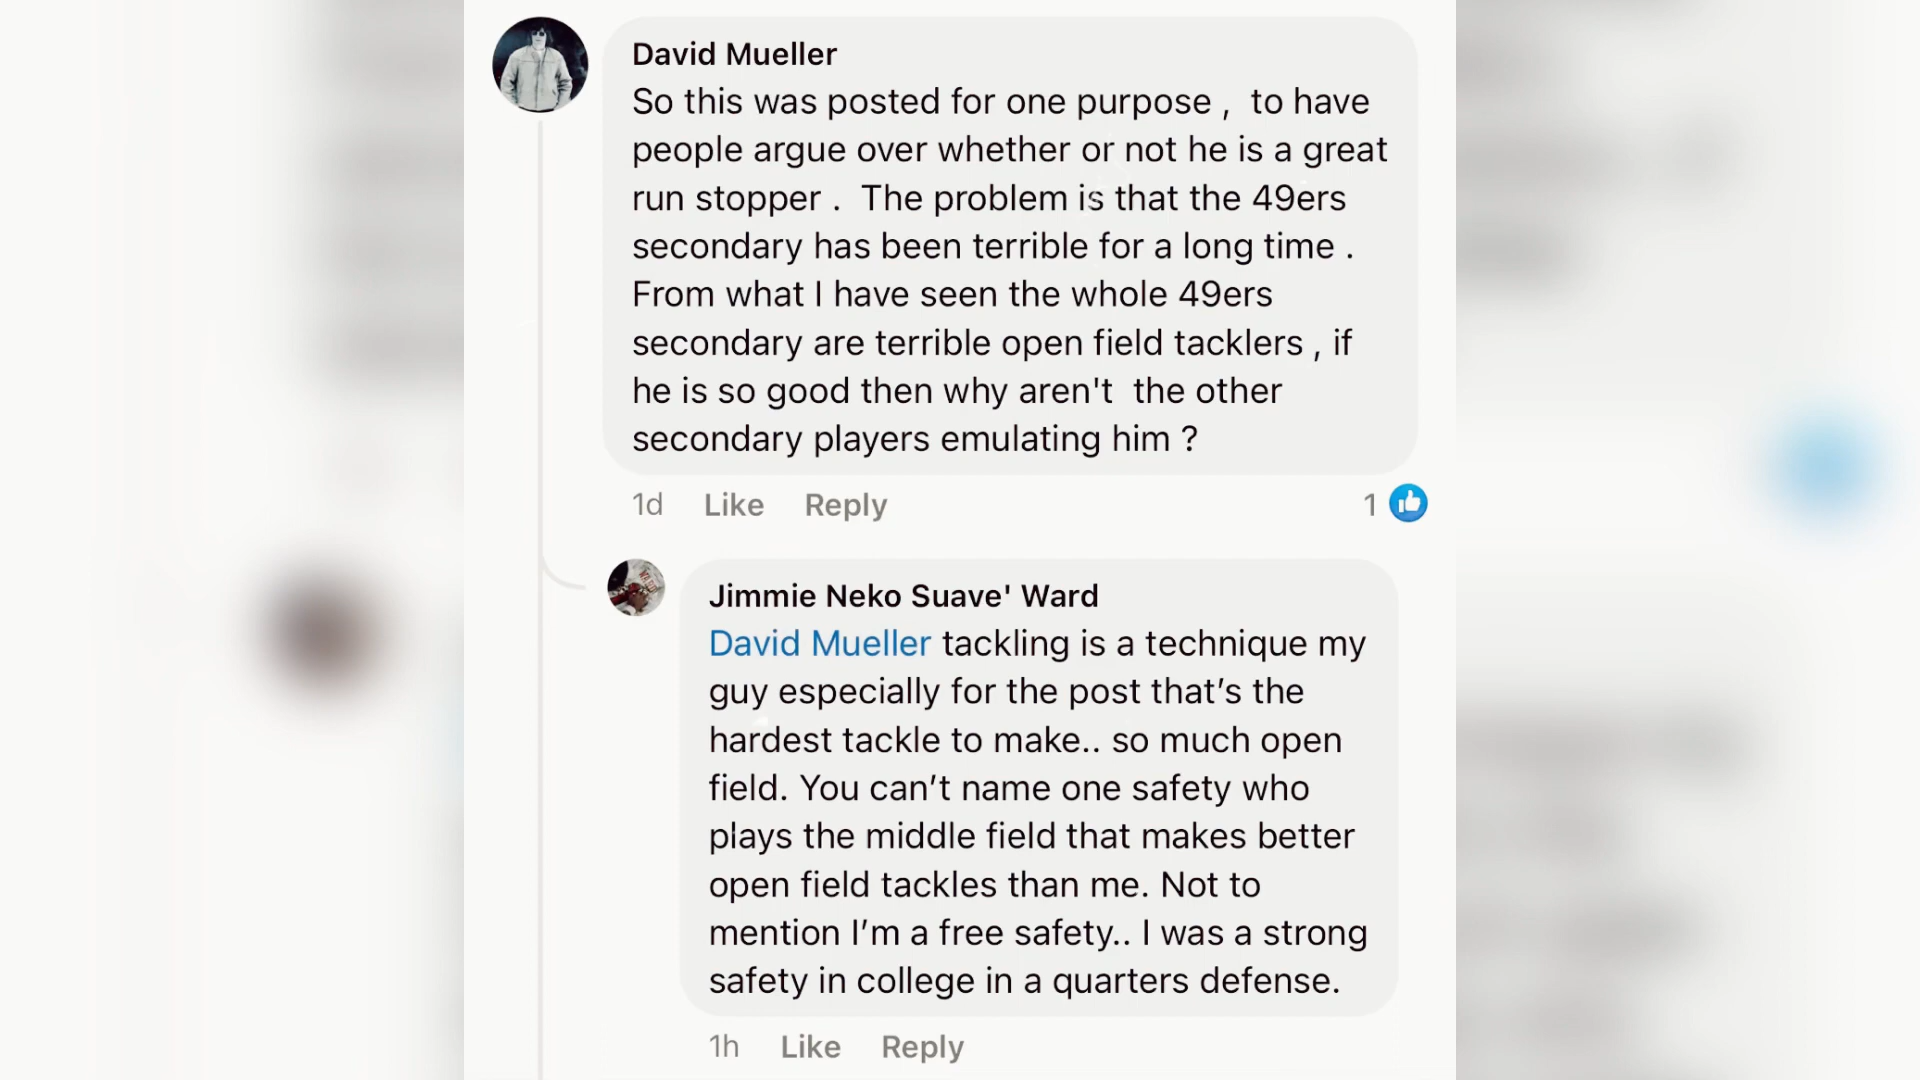 David Mueller
So this was posted for one purpose ,  to have
people argue over whether or not he is a great
run stopper .  The problem is that the 49ers
secondary has been terrible for a long time .
From what I have seen the whole 49ers
secondary are terrible open field tacklers , if
he is so good then why aren't  the other
secondary players emulating him ?
1d Like Reply 1
Jimmie Neko Suave' Ward
David Mueller tackling is a technique my
guy especially for the post that’s the
hardest tackle to make.. so much open
field. You can’t name one safety who
plays the middle field that makes better
open field tackles than me. Not to
mention I’m a free safety.. I was a strong
safety in college in a quarters defense.
1h Like Reply